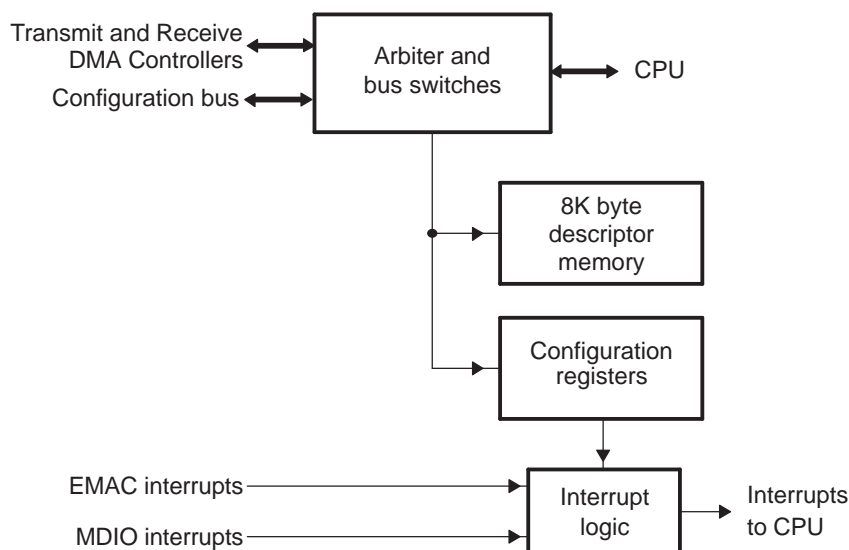 Transmit and Receive
DMA Controllers
Configuration bus
Arbiter and
bus switches
CPU
8K byte
descriptor
memory
Configuration
registers
EMAC interrupts
MDIO interrupts
Interrupt
logic
Interrupts
to CPU